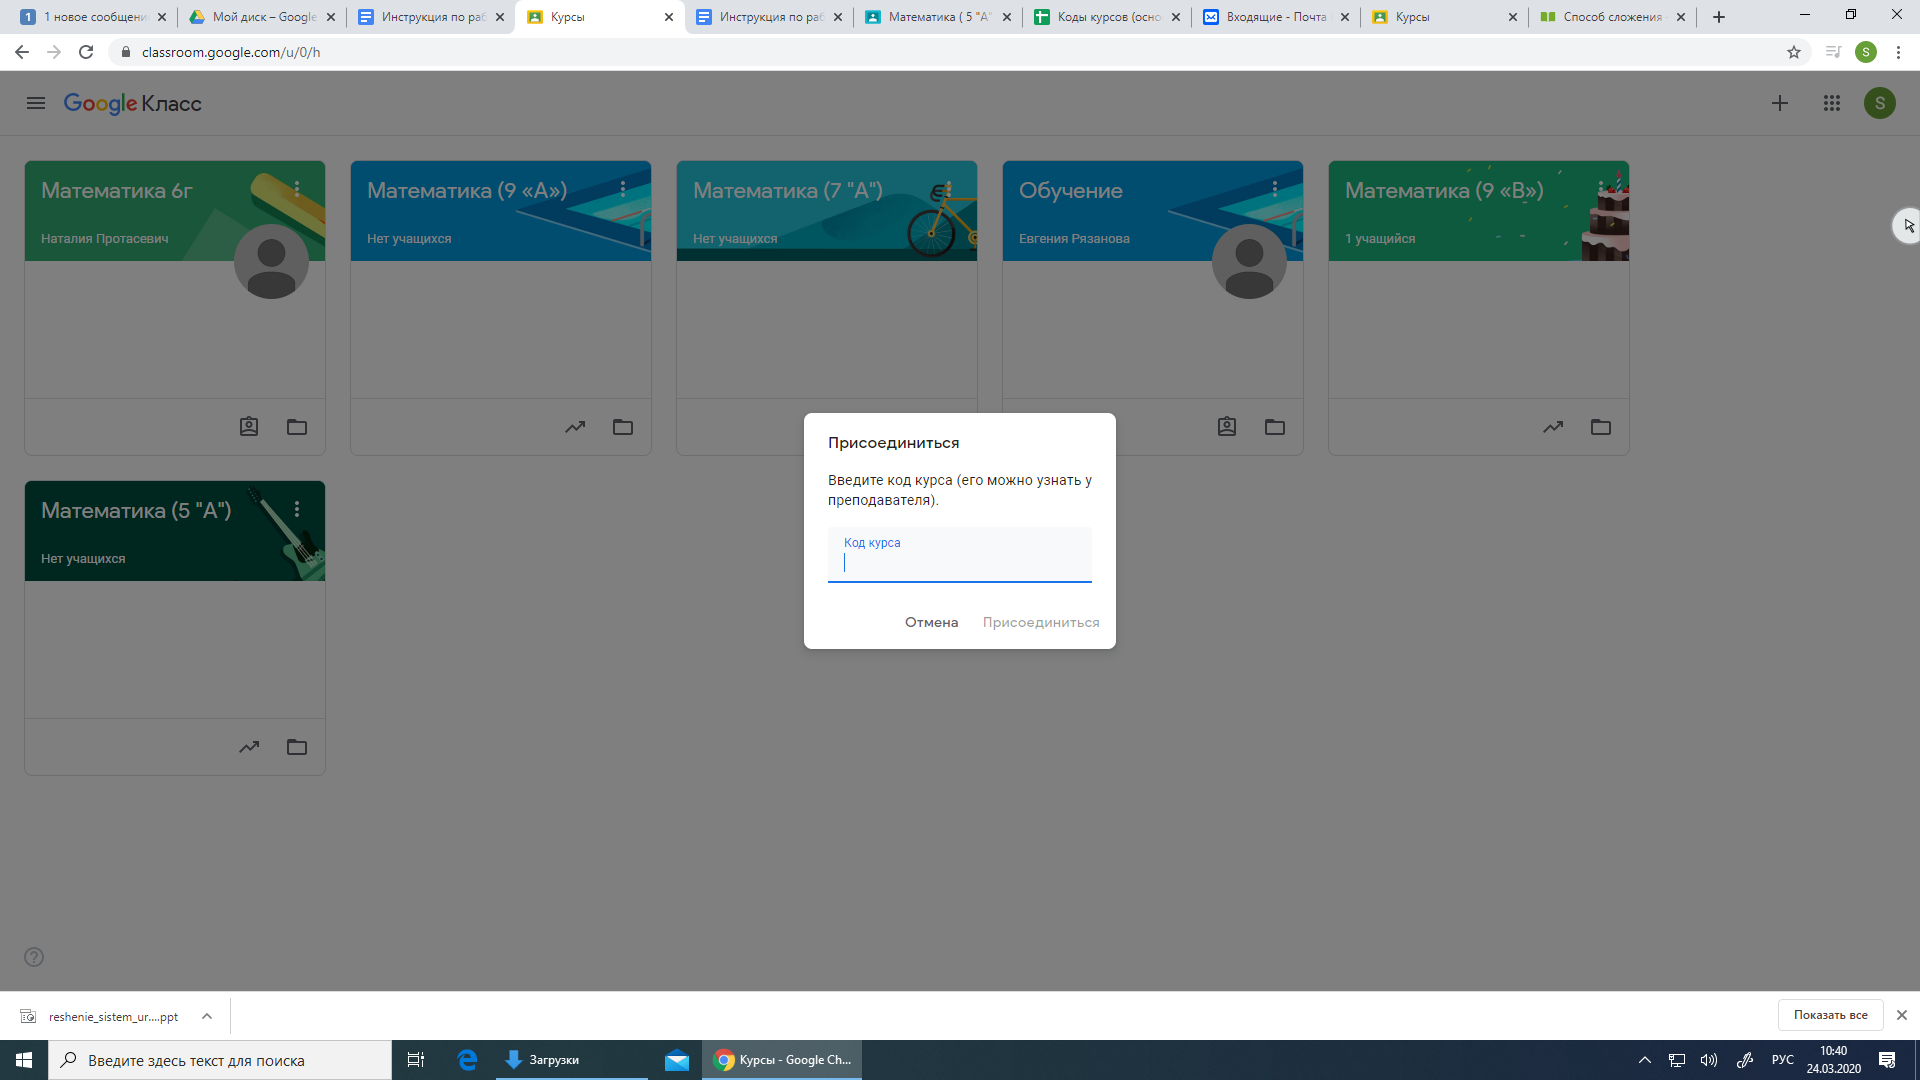 1 новое сообщени
Мой диск – Google
Инструкция по раб
Курсы
Инструкция по раб
Математика ( 5 "А"
Коды курсов (осно
Входящие - Почта
Курсы
Способ сложения
classroom.google.com/u/0/h
S
Google Класс
S
Математика 6г
Наталия Протасевич
Математика (9 «А»)
Нет учащихся
Математика (7 "А")
Нет учащихся
Обучение
Евгения Рязанова
Математика (9 «В»)
1 учащийся
Математика (5 "А")
Нет учащихся
Присоединиться
Введите код курса (его можно узнать у
преподавателя).
Код курса
Отмена
Присоединиться
reshenie_sistem_ur....ppt
Показать все
Введите здесь текст для поиска
Загрузки
Курсы - Google Ch...
РУС
10:40
24.03.2020